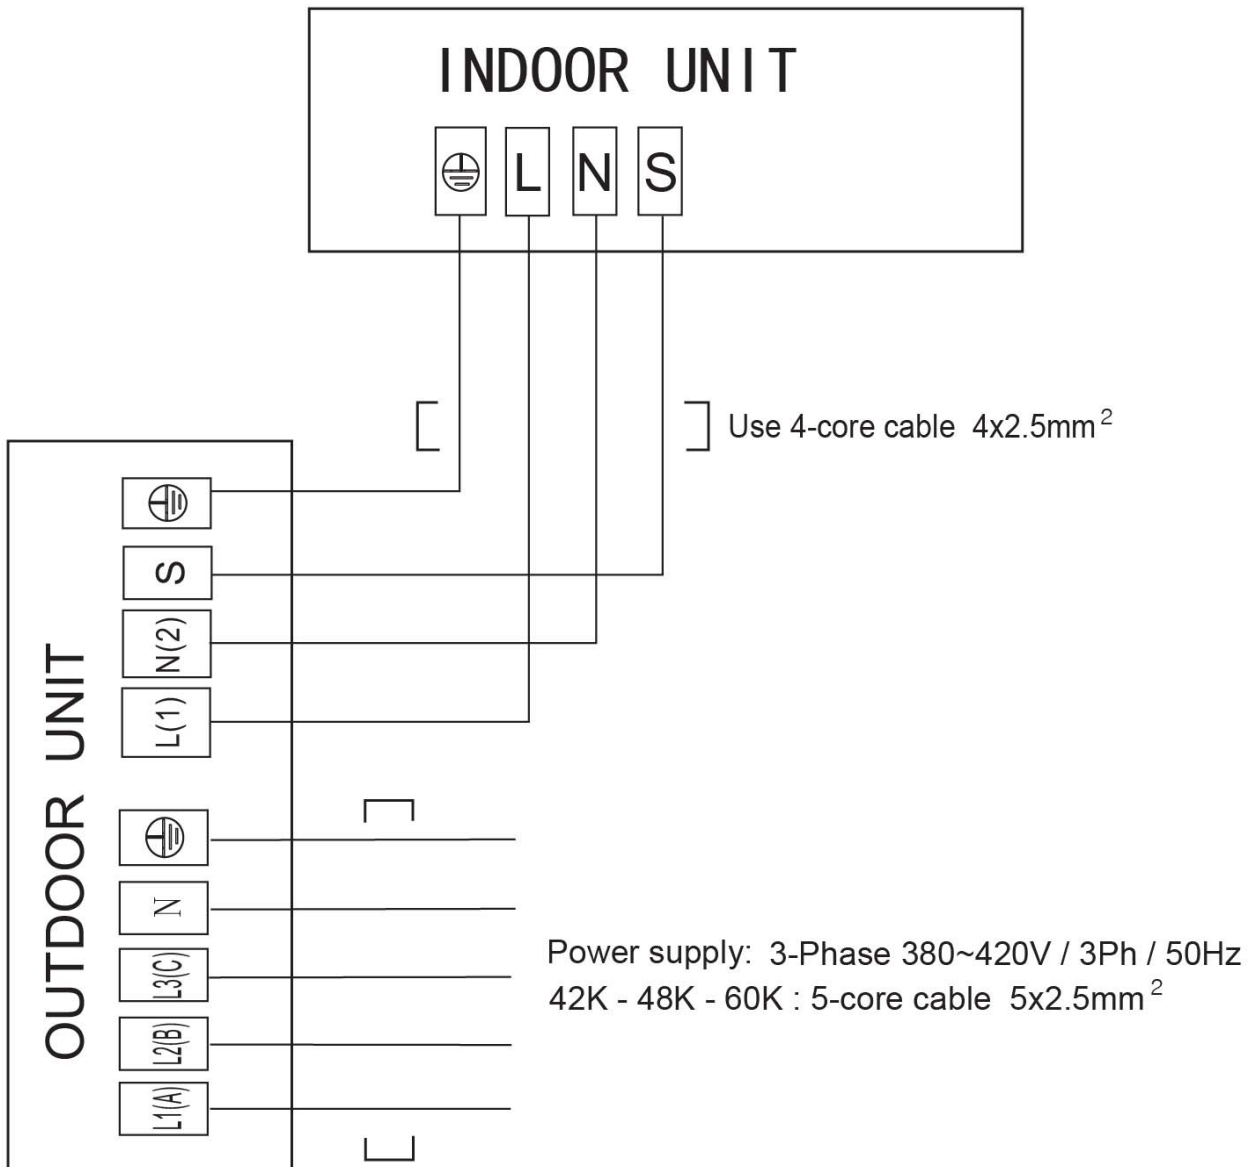 INDOOR UNIT
L N S
Use 4-core cable 4x2.5mm²
OUTDOOR UNIT
S
N(2)
L(1)
N
L3(C)
L2(B)
L1(A)
Power supply: 3-Phase 380~420V / 3Ph / 50Hz
42K - 48K - 60K : 5-core cable 5x2.5mm²